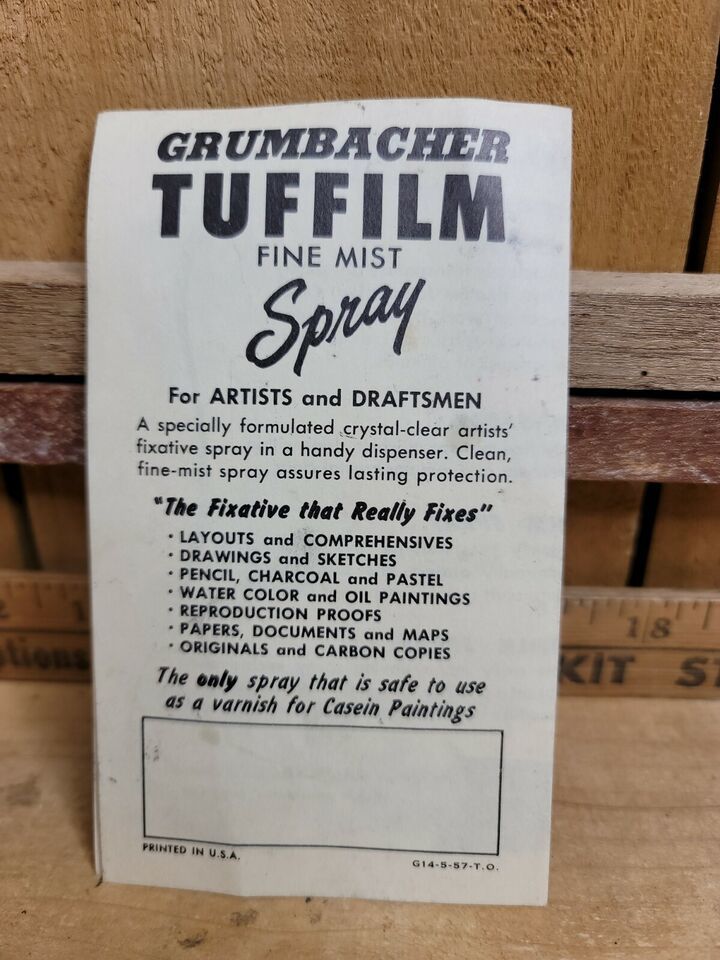 GRUMBACHER
TUFFILM
FINE MIST
Spray
For ARTISTS and DRAFTSMEN
A specially formulated crystal-clear artists'
fixative spray in a handy dispenser. Clean,
fine-mist spray assures lasting protection.
"The Fixative that Really Fixes"
· LAYOUTS and COMPREHENSIVES
· DRAWINGS and SKETCHES
· PENCIL, CHARCOAL and PASTEL
· WATER COLOR and OIL PAINTINGS
· REPRODUCTION PROOFS
· PAPERS, DOCUMENTS and MAPS
· ORIGINALS and CARBON COPIES
The only spray that is safe to use
as a varnish for Casein Paintings
PRINTED IN U.S.A.
G14-5-57-T.O.
18
KIT